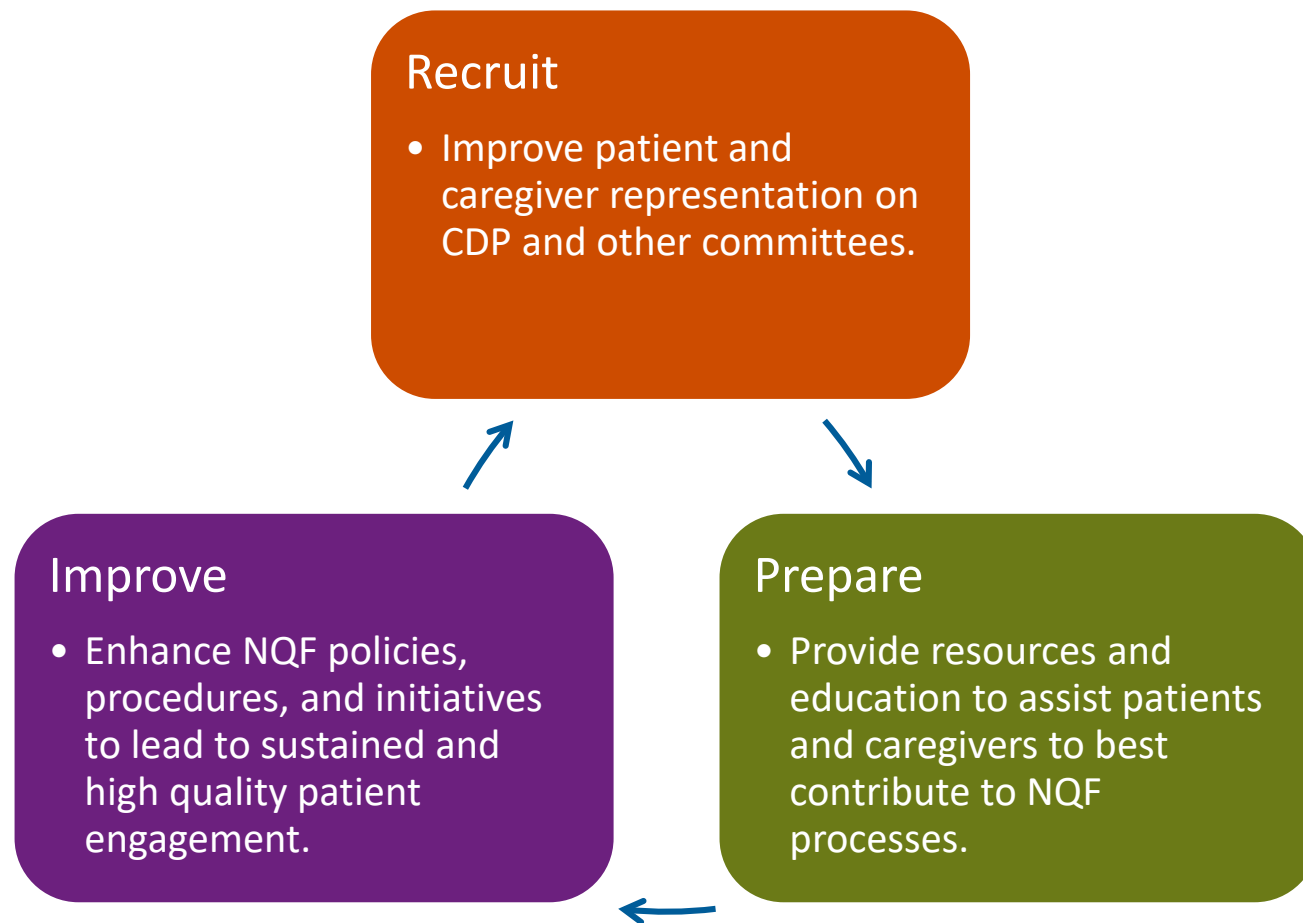 Recruit
• Improve patient and
caregiver representation on
CDP and other committees.
Improve
• Enhance NQF policies,
procedures, and initiatives
to lead to sustained and
high quality patient
engagement.
Prepare
• Provide resources and
education to assist patients
and caregivers to best
contribute to NQF
processes.